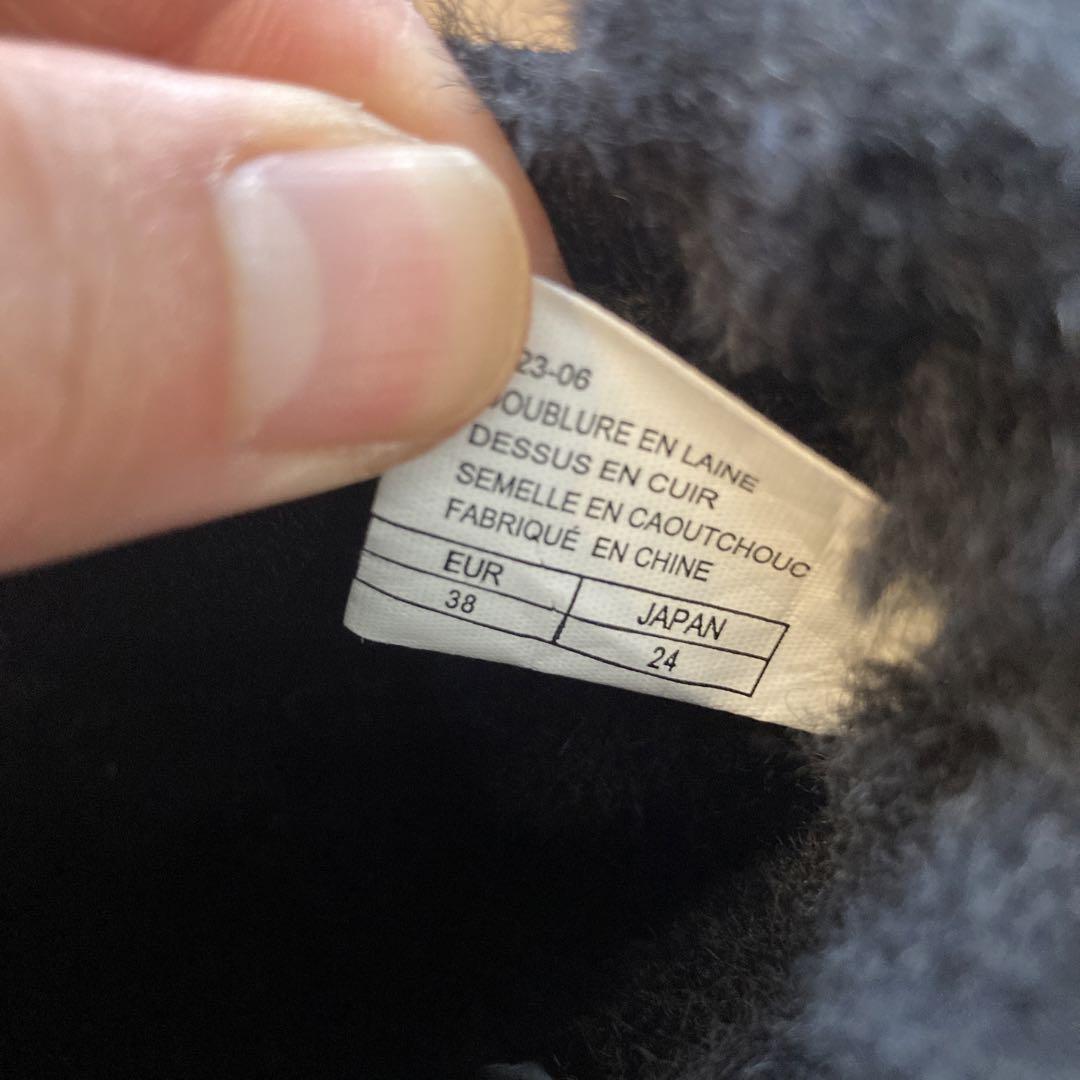 23-06
DOUBLURE EN LAINE
DESSUS EN CUIR
SEMELLE EN CAOUTCHOUC
FABRIQUÉ EN CHINE
EUR JAPAN
38 24